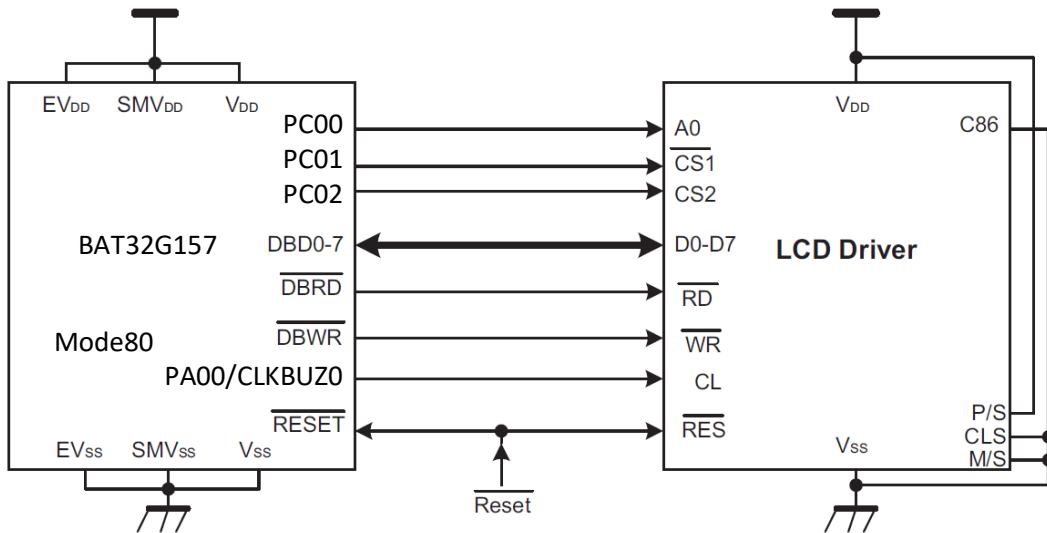 EVDD SMVDD VDD
PC00
PC01
PC02
BAT32G157
DBD0-7
DBRD
Mode80
DBWR
PA00/CLKBUZ0
RESET
EVSS SMVSS VSS
Reset
VDD
A0
C86
CS1
CS2
D0-D7
LCD Driver
RD
WR
CL
RES
P/S
CLS
M/S
VSS